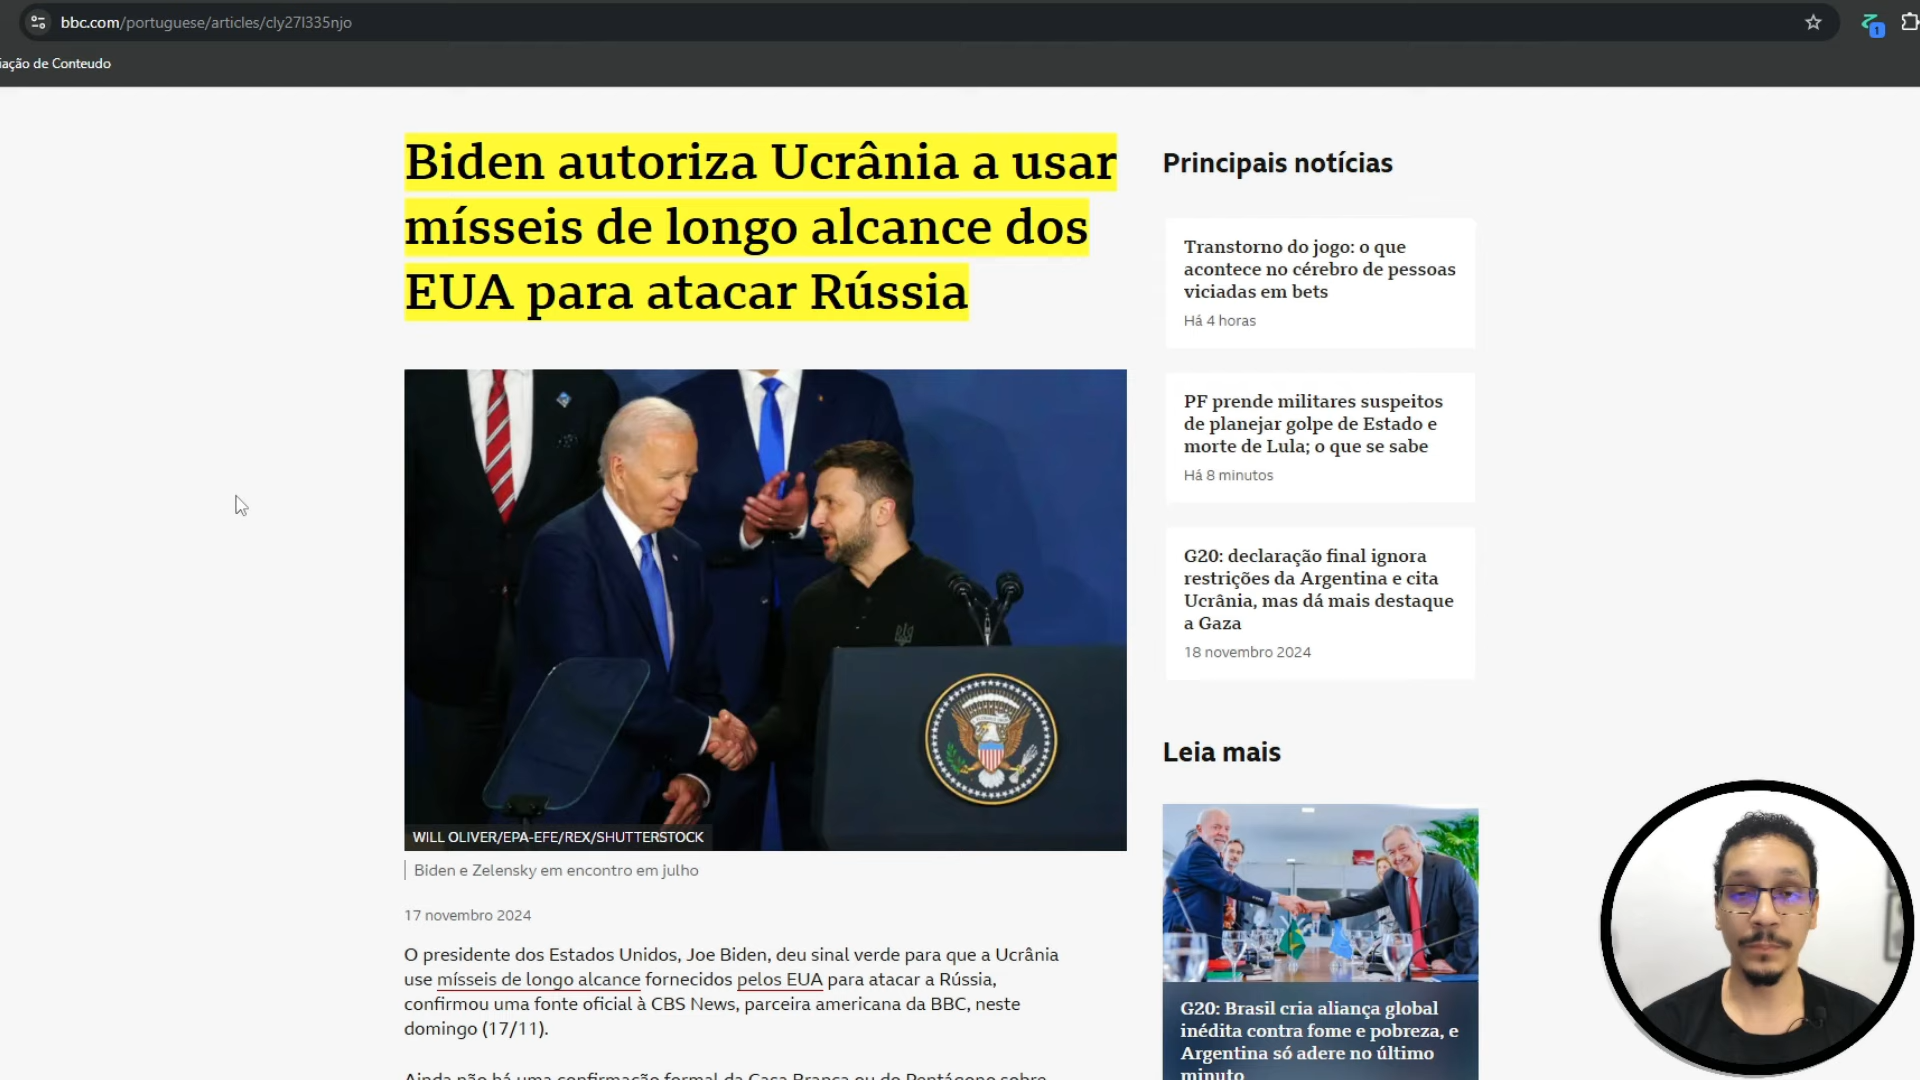 bbc.com/portuguese/articles/cly27l335njo
iação de Conteudo
Biden autoriza Ucrânia a usar
mísseis de longo alcance dos
EUA para atacar Rússia
WILL OLIVER/EPA-EFE/REX/SHUTTERSTOCK
Biden e Zelensky em encontro em julho
17 novembro 2024
O presidente dos Estados Unidos, Joe Biden, deu sinal verde para que a Ucrânia
use mísseis de longo alcance fornecidos pelos EUA para atacar a Rússia,
confirmou uma fonte oficial à CBS News, parceira americana da BBC, neste
domingo (17/11).
Ainda não há uma confirmação formal da Casa Branca ou do Pentágono sobre
Principais notícias
Transtorno do jogo: o que
acontece no cérebro de pessoas
viciadas em bets
Há 4 horas
PF prende militares suspeitos
de planejar golpe de Estado e
morte de Lula; o que se sabe
Há 8 minutos
G20: declaração final ignora
restrições da Argentina e cita
Ucrânia, mas dá mais destaque
a Gaza
18 novembro 2024
Leia mais
G20: Brasil cria aliança global
inédita contra fome e pobreza, e
Argentina só adere no último
minuto
1